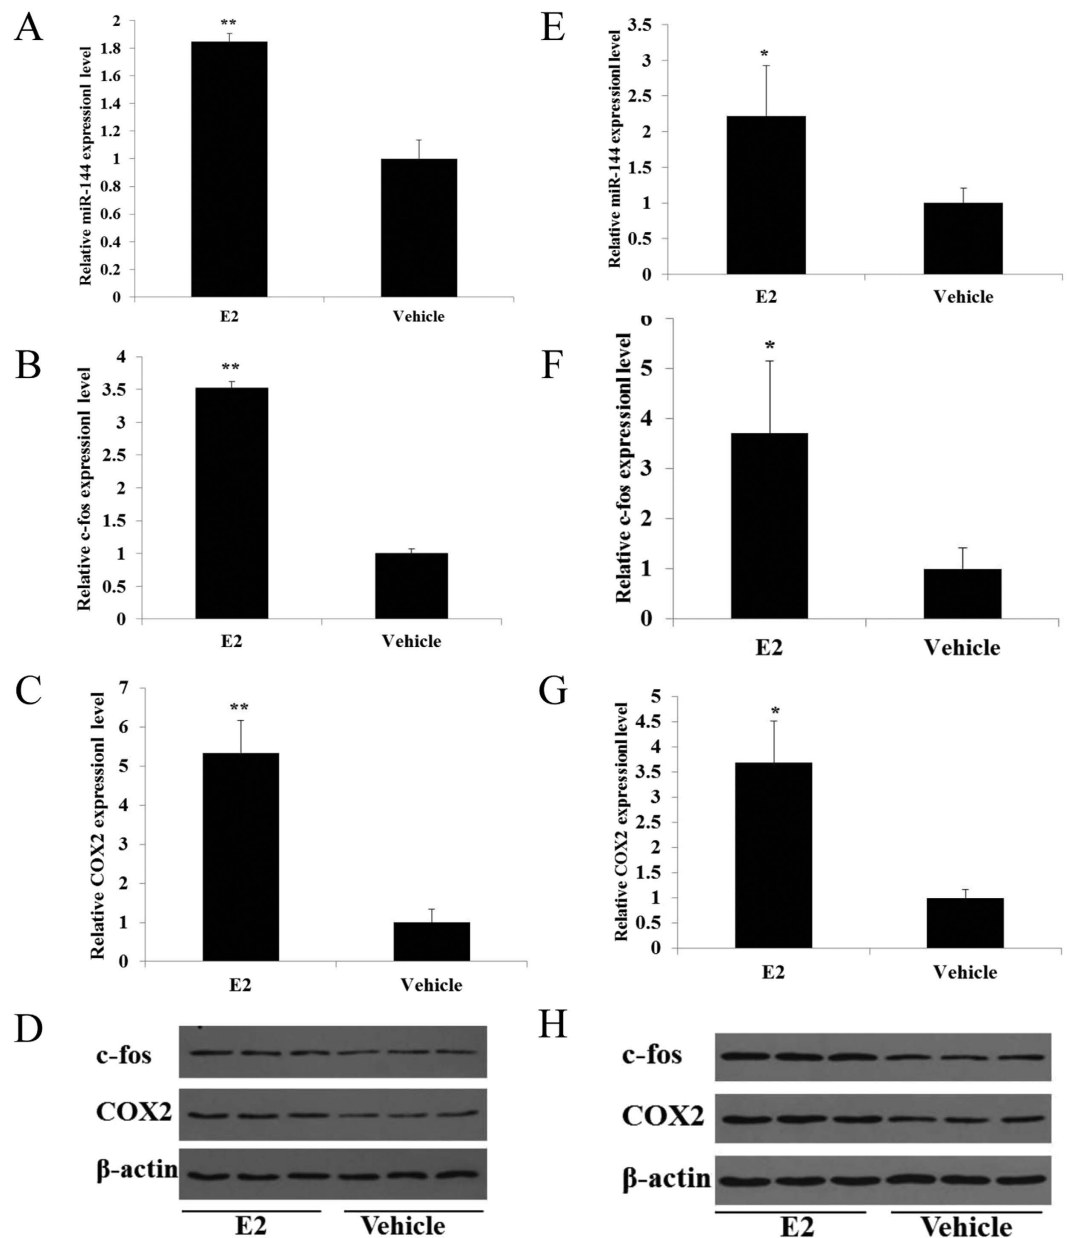 A
Relative miR-144 expressionl level
2
1.8
1.6
1.4
1.2
1
0.8
0.6
0.4
0.2
0
**
E2
Vehicle
E
Relative miR-144 expressionl level
3.5
3
2.5
2
1.5
1
0.5
0
*
E2
Vehicle
B
Relative c-fos expressionl level
4
3.5
3
2.5
2
1.5
1
0.5
0
**
E2
Vehicle
F
Relative c-fos expressionl level
6
5
4
3
2
1
0
*
E2
Vehicle
C
Relative COX2 expressionl level
7
6
5
4
3
2
1
0
**
E2
Vehicle
G
Relative COX2 expressionl level
5
4.5
4
3.5
3
2.5
2
1.5
1
0.5
0
*
E2
Vehicle
D
c-fos
COX2
β-actin
E2 Vehicle
H
c-fos
COX2
β-actin
E2 Vehicle